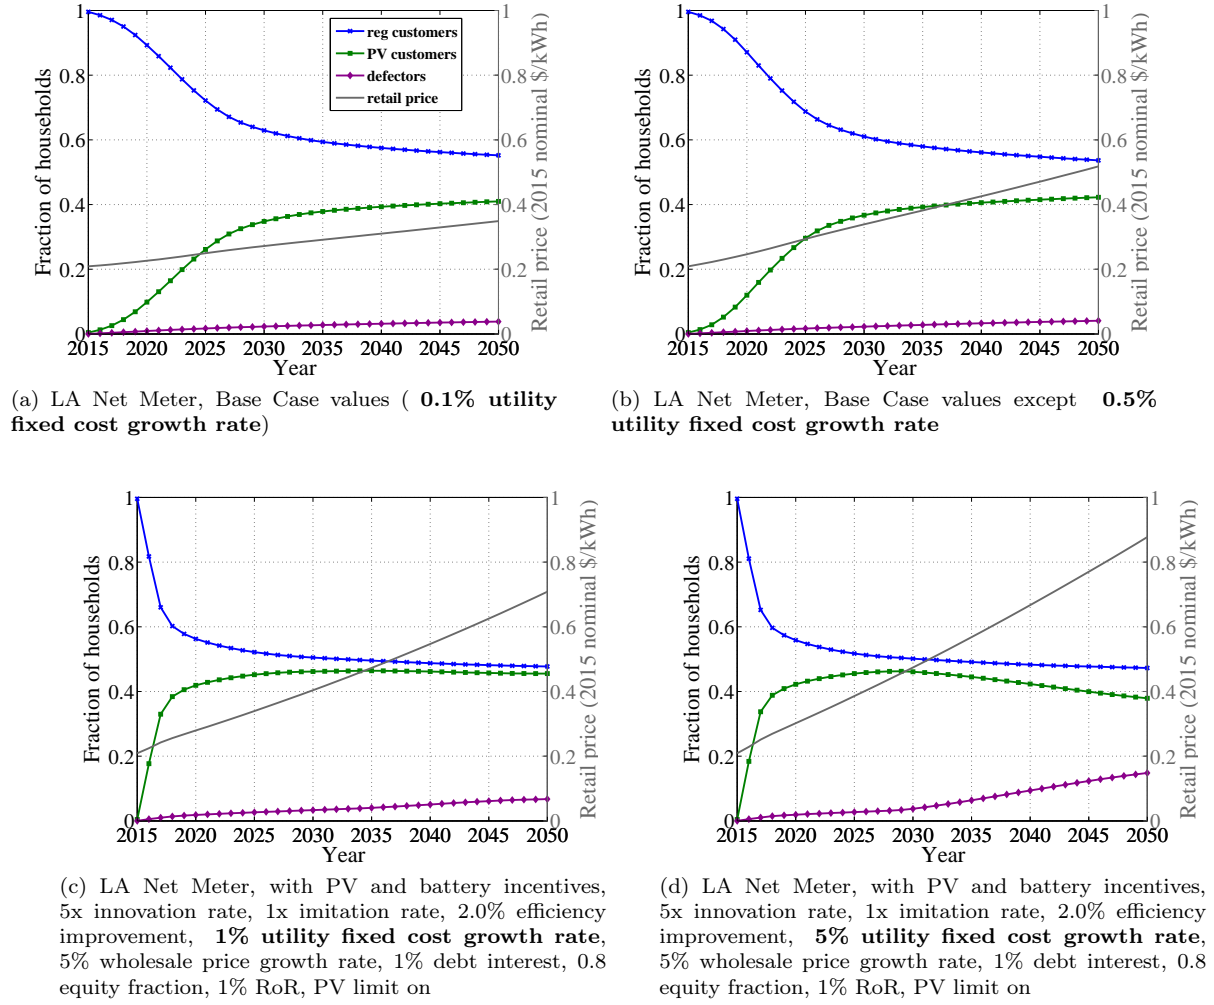 1
0.8
0.6
0.4
0.2
0
Fraction of households
reg customers
PV customers
defectors
retail price
1
0.8
0.6
0.4
0.2
0
Retail price (2015 nominal $/kWh)
2015 2020 2025 2030 2035 2040 2045 2050
Year
(a) LA Net Meter, Base Case values ( 0.1% utility
fixed cost growth rate)
1
0.8
0.6
0.4
0.2
0
Fraction of households
1
0.8
0.6
0.4
0.2
0
Retail price (2015 nominal $/kWh)
2015 2020 2025 2030 2035 2040 2045 2050
Year
(b) LA Net Meter, Base Case values except 0.5%
utility fixed cost growth rate
1
0.8
0.6
0.4
0.2
0
Fraction of households
1
0.8
0.6
0.4
0.2
0
Retail price (2015 nominal $/kWh)
2015 2020 2025 2030 2035 2040 2045 2050
Year
(c) LA Net Meter, with PV and battery incentives,
5x innovation rate, 1x imitation rate, 2.0% efficiency
improvement, 1% utility fixed cost growth rate,
5% wholesale price growth rate, 1% debt interest, 0.8
equity fraction, 1% RoR, PV limit on
1
0.8
0.6
0.4
0.2
0
Fraction of households
1
0.8
0.6
0.4
0.2
0
Retail price (2015 nominal $/kWh)
2015 2020 2025 2030 2035 2040 2045 2050
Year
(d) LA Net Meter, with PV and battery incentives,
5x innovation rate, 1x imitation rate, 2.0% efficiency
improvement, 5% utility fixed cost growth rate,
5% wholesale price growth rate, 1% debt interest, 0.8
equity fraction, 1% RoR, PV limit on